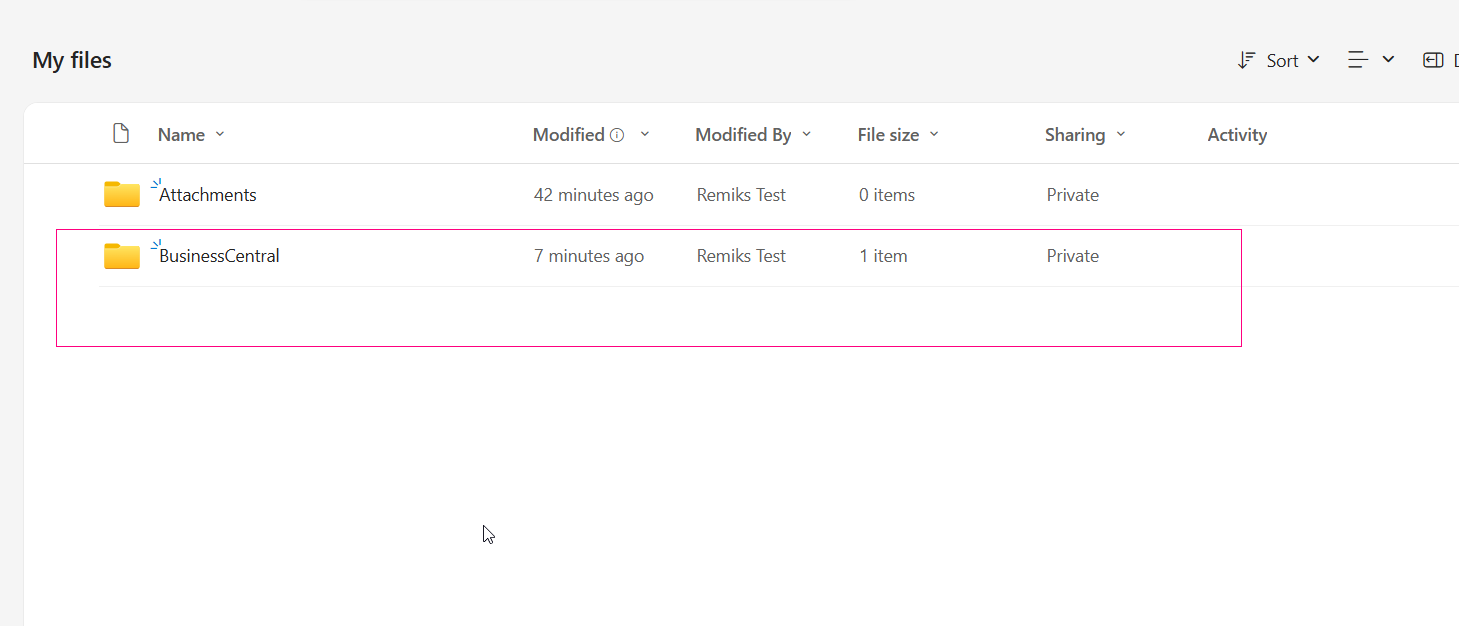 My files
Sort
Name Modified Modified By File size Sharing Activity
Attachments 42 minutes ago Remiks Test 0 items Private
BusinessCentral 7 minutes ago Remiks Test 1 item Private